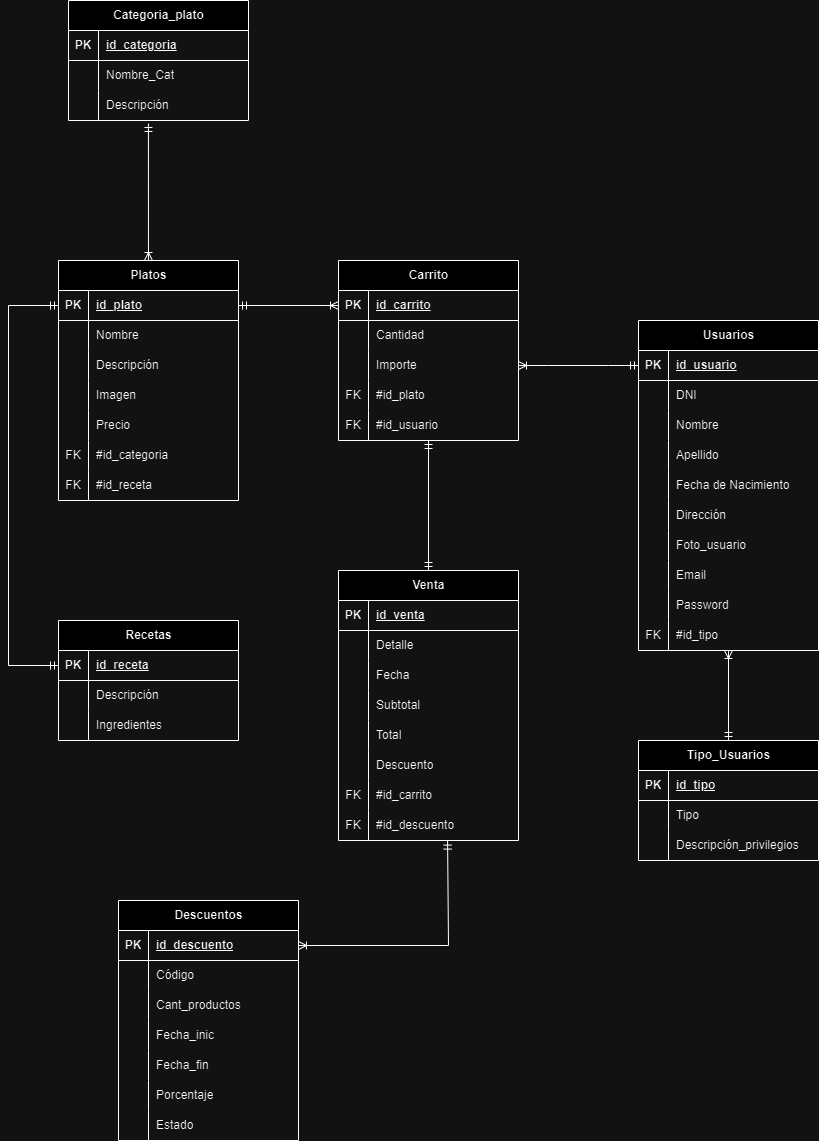 Categoria_plato
PK id_categoria
Nombre_Cat
Descripción
Platos
PK id_plato
Nombre
Descripción
Imagen
Precio
FK #id_categoria
FK #id_receta
Carrito
PK id_carrito
Cantidad
Importe
FK #id_plato
FK #id_usuario
Usuarios
PK id_usuario
DNI
Nombre
Apellido
Fecha de Nacimiento
Dirección
Foto_usuario
Email
Password
FK #id_tipo
Recetas
PK id_receta
Descripción
Ingredientes
Venta
PK id_venta
Detalle
Fecha
Subtotal
Total
Descuento
FK #id_carrito
FK #id_descuento
Tipo_Usuarios
PK id_tipo
Tipo
Descripción_privilegios
Descuentos
PK id_descuento
Código
Cant_productos
Fecha_inic
Fecha_fin
Porcentaje
Estado